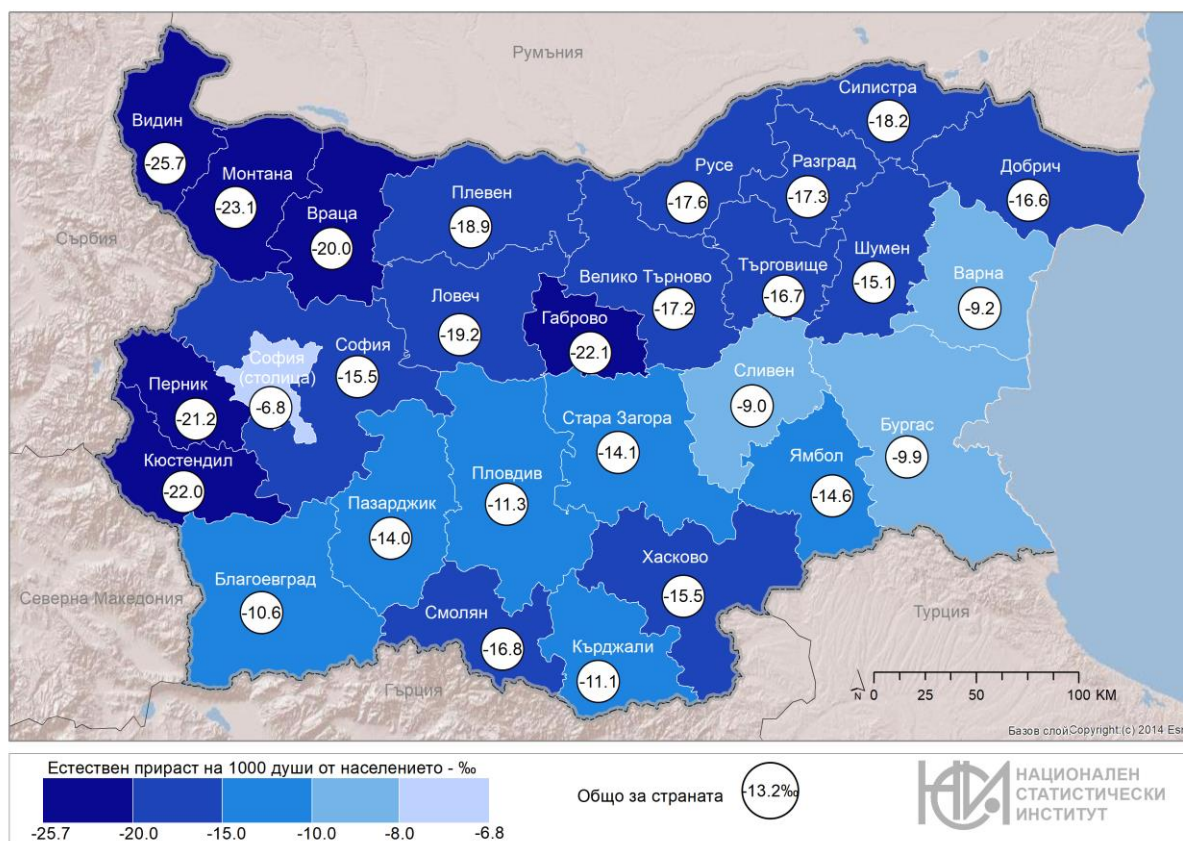 Румъния
Силистра
-18.2
Видин
-25.7
Монтана
-23.1
Враца
-20.0
Плевен
-18.9
Русе
-17.6
Разград
-17.3
Добрич
-16.6
Сърбия
Ловеч
-19.2
Велико Търново
-17.2
Търговище
-16.7
Шумен
-15.1
Варна
-9.2
Габрово
-22.1
София
(столица)
-6.8
София
-15.5
Перник
-21.2
Сливен
-9.0
Стара Загора
-14.1
Бургас
-9.9
Кюстендил
-22.0
Пловдив
-11.3
Ямбол
-14.6
Пазарджик
-14.0
Хасково
-15.5
Благоевград
-10.6
Северна Македония
Смолян
-16.8
Кърджали
-11.1
Турция
Гърция
N
0 25 50 100 КМ
Базов слойCopyright:(c) 2014 Esr
Естествен прираст на 1000 души от населението - ‰
-25.7 -20.0 -15.0 -10.0 -8.0 -6.8
Общо за страната
-13.2‰
НСИ
НАЦИОНАЛЕН
СТАТИСТИЧЕСКИ
ИНСТИТУТ